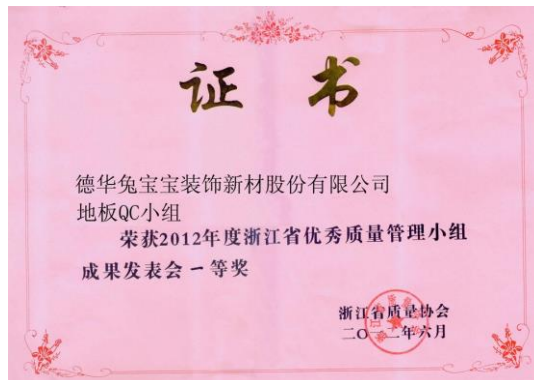 证书
德华兔宝宝装饰新材股份有限公司
地板QC小组
荣获2012年度浙江省优秀质量管理小组
成果发表会一等奖
浙江省质量协会
二〇一二年六月